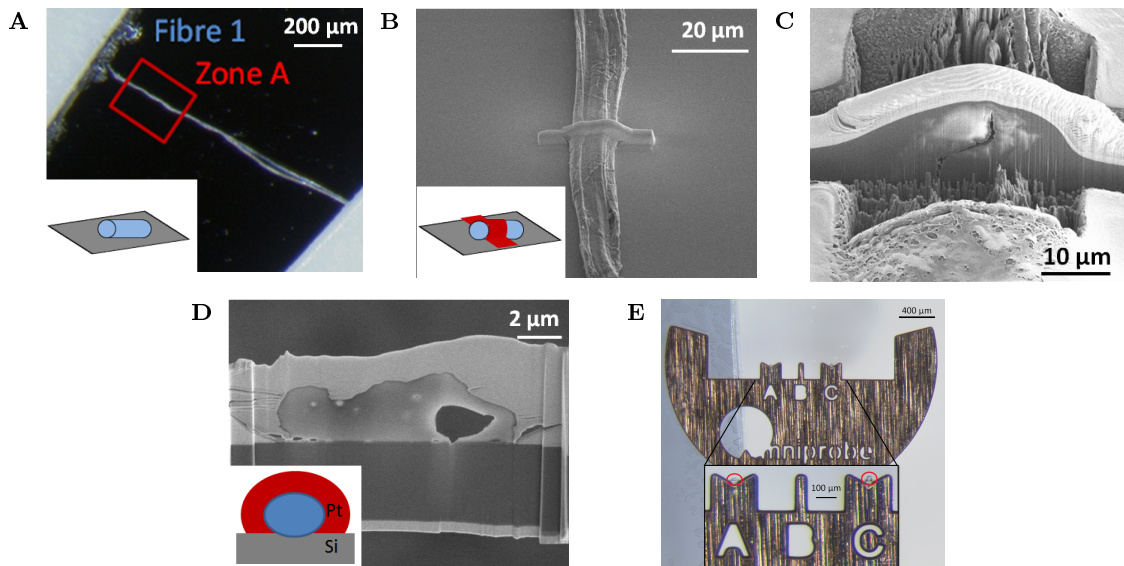 A
Fibre 1
200 µm
Zone A
B
20 µm
C
10 µm
D
2 µm
Pt
Si
E
400 µm
A B C
mniprobe
100 µm
A B C